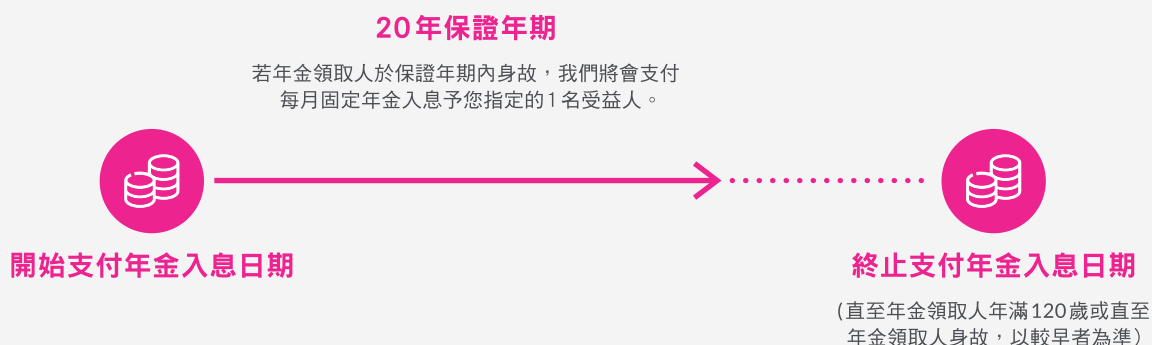 20年保證年期
若年金領取人於保證年期內身故，我們將會支付
每月固定年金入息予您指定的1名受益人。
開始支付年金入息日期
終止支付年金入息日期
(直至年金領取人年滿120歲或直至
年金領取人身故，以較早者為準)